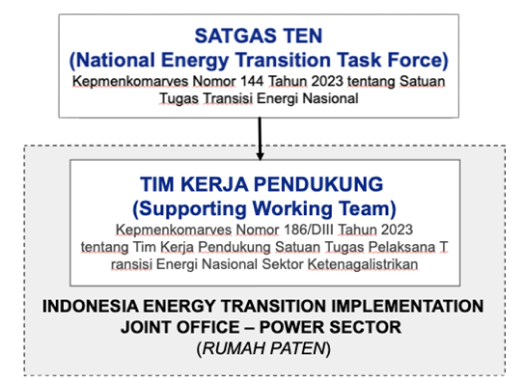 SATGAS TEN
(National Energy Transition Task Force)
Kepmenkomarves Nomor 144 Tahun 2023 tentang Satuan
Tugas Transisi Energi Nasional
TIM KERJA PENDUKUNG
(Supporting Working Team)
Kepmenkomarves Nomor 186/DIII Tahun 2023
tentang Tim Kerja Pendukung Satuan Tugas Pelaksana T
ransisi Energi Nasional Sektor Ketenagalistrikan
INDONESIA ENERGY TRANSITION IMPLEMENTATION
JOINT OFFICE – POWER SECTOR
(RUMAH PATEN)